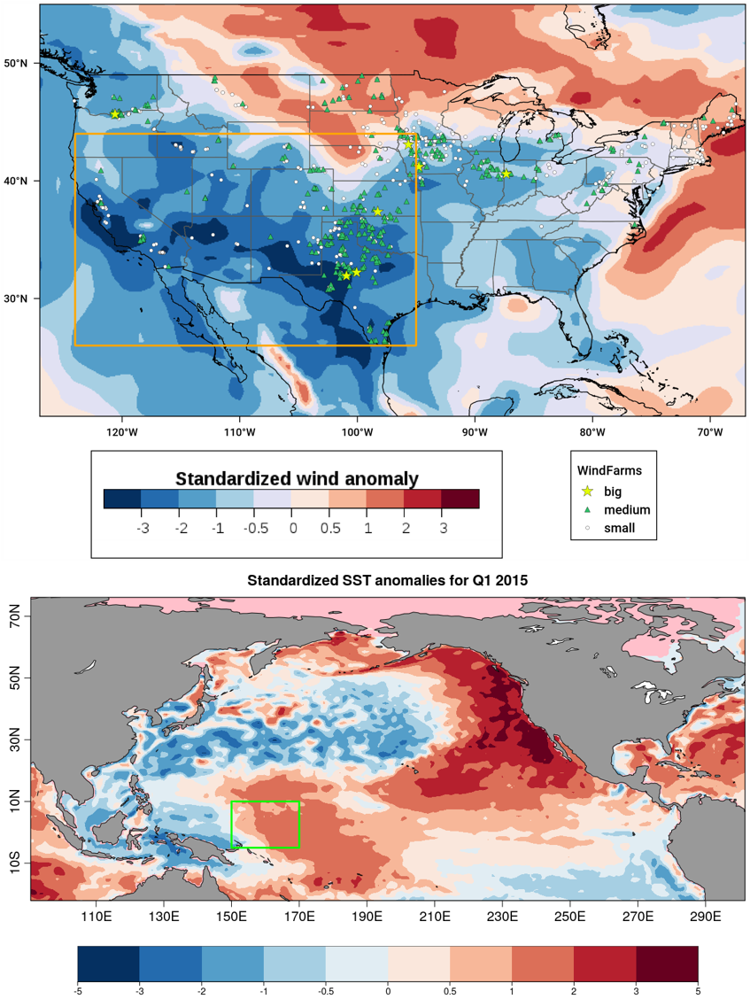 50°N
40°N
30°N
120°W 110°W 100°W 90°W 80°W 70°W
Standardized wind anomaly
-3 -2 -1 -0.5 0 0.5 1 2 3
WindFarms
big
medium
small
Standardized SST anomalies for Q1 2015
70N
50N
30N
10N
10S
110E 130E 150E 170E 190E 210E 230E 250E 270E 290E
-5 -3 -2 -1 -0.5 0 0.5 1 2 3 5